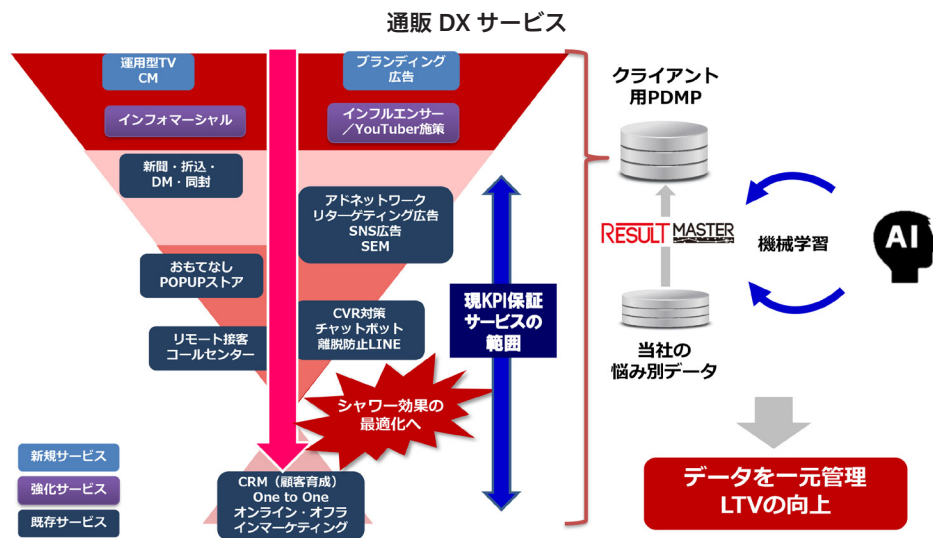 通販 DX サービス
運用型TV
CM
ブランディング
広告
インフォマーシャル
インフルエンサー
／YouTuber施策
新聞・折込・
DM・同封
アドネットワーク
リターゲティング広告
SNS広告
SEM
おもてなし
POPUPストア
リモート接客
コールセンター
CVR対策
チャットボット
離脱防止LINE
現KPI保証
サービスの
範囲
シャワー効果の
最適化へ
CRM（顧客育成）
One to One
オンライン・オフラ
インマーケティング
新規サービス
強化サービス
既存サービス
クライアント
用PDMP
RESULT MASTER
機械学習
AI
当社の
悩み別データ
データを一元管理
LTVの向上